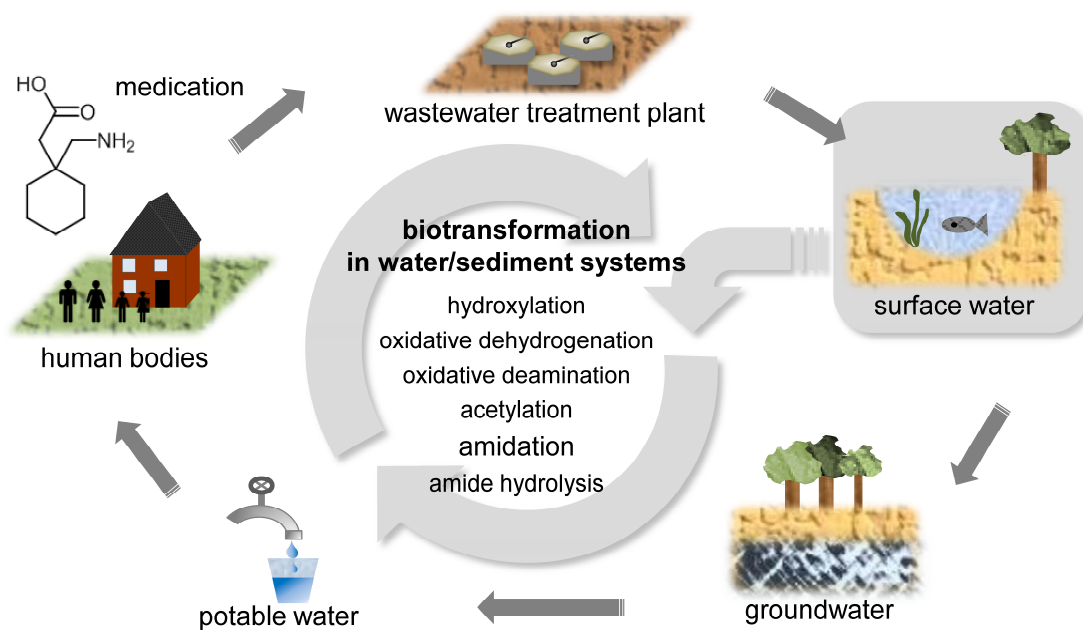 medication
HO
O
NH₂
wastewater treatment plant
biotransformation
in water/sediment systems
hydroxylation
oxidative dehydrogenation
oxidative deamination
acetylation
amidation
amide hydrolysis
surface water
human bodies
potable water
groundwater